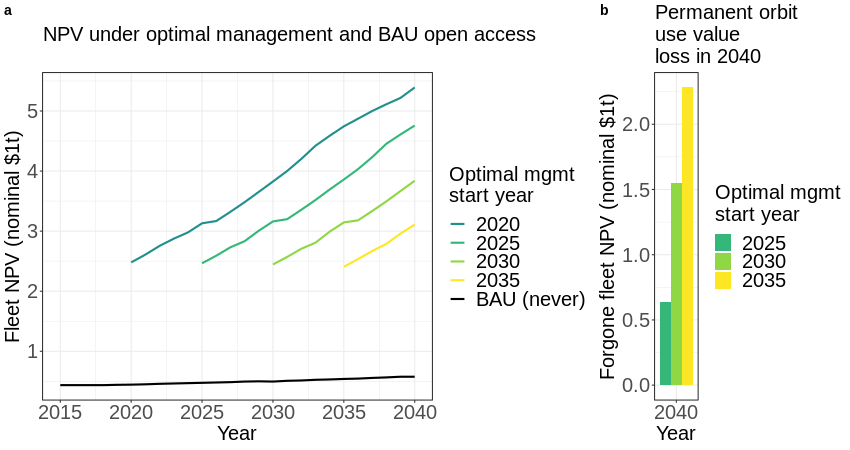 a
NPV under optimal management and BAU open access
Fleet NPV (nominal $1t)
5
4
3
2
1
2015 2020 2025 2030 2035 2040
Year
Optimal mgmt
start year
2020
2025
2030
2035
BAU (never)
b
Permanent orbit
use value
loss in 2040
Forgone fleet NPV (nominal $1t)
2.0
1.5
1.0
0.5
0.0
2040
Year
Optimal mgmt
start year
2025
2030
2035